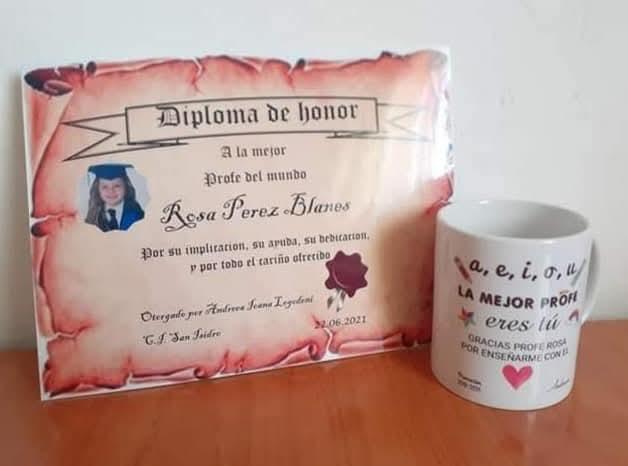 Diploma de honor
A la mejor
Profe del mundo
Rosa Perez Blanes
Por su implicacion, su ayuda, su dedicacion,
y por todo el cariño ofrecido
Otorgado por Andreea Ioana Legedeni
22.06.2021
C.J. San Isidro
a, e, i, o, u
LA MEJOR PROFE
eres tú
GRACIAS PROFE ROSA
POR ENSEÑARME CON EL